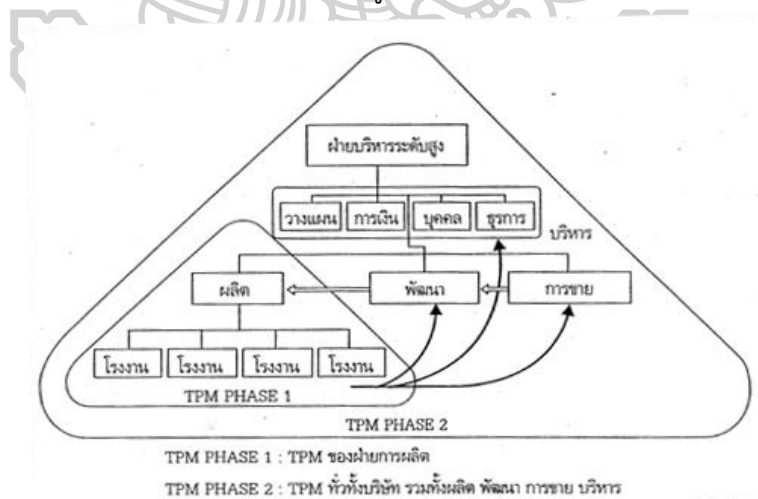 ฝ่ายบริหารระดับสูง
วางแผน การเงิน บุคคล ธุรการ
บริหาร
ผลิต พัฒนา การขาย
โรงงาน โรงงาน โรงงาน โรงงาน
TPM PHASE 1
TPM PHASE 2
TPM PHASE 1 : TPM ของฝ่ายการผลิต
TPM PHASE 2 : TPM ทั่วทั้งบริษัท รวมทั้งผลิต พัฒนา การขาย บริหาร